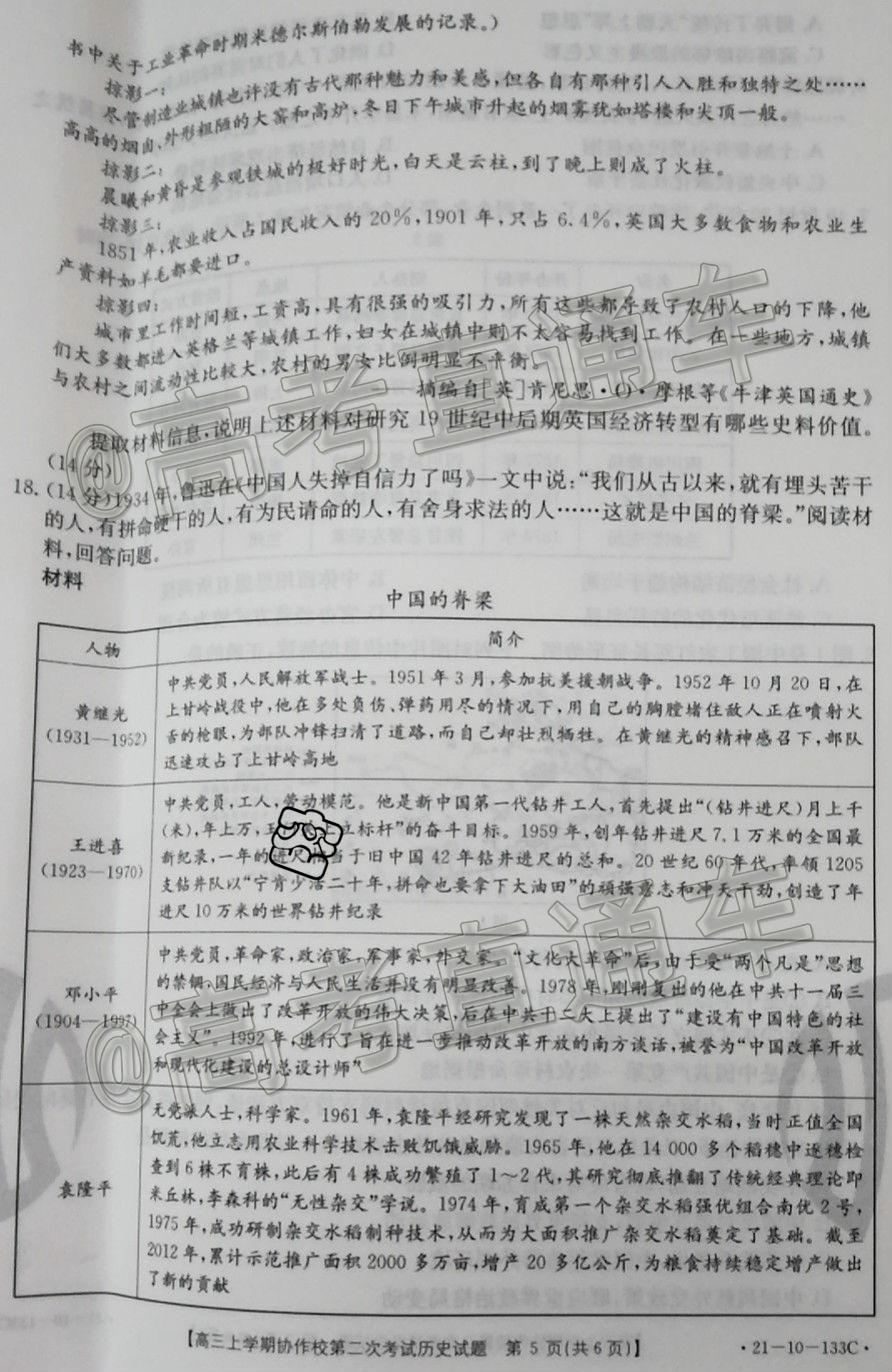 书中关于工业革命时期米德尔斯伯勒发展的记录。)
掠影一:
尽管制造业城镇也许没有古代那种魅力和美感,但各自有那种引人入胜和独特之处……
高高的烟囱、外形粗陋的大窑和高炉,冬日下午城市升起的烟雾犹如塔楼和尖顶一般。
掠影二:
晨曦和黄昏是参观铁城的极好时光,白天是云柱,到了晚上则成了火柱。
掠影三:
1851年,农业收入占国民收入的20%,1901年,只占6.4%,英国大多数食物和农业生
产资料如羊毛都要进口。
掠影四:
城市里工作时间短,工资高,具有很强的吸引力,所有这些都导致了农村人口的下降,他
们大多数都进入英格兰等城镇工作,妇女在城镇中则不太容易找到工作。在一些地方,城镇
与农村之间流动性比较大,农村的男女比例明显不平衡。
——摘编自[英]肯尼思·O·摩根等《牛津英国通史》
提取材料信息,说明上述材料对研究19世纪中后期英国经济转型有哪些史料价值。
(14分)
18.(14分)1934年,鲁迅在《中国人失掉自信力了吗》一文中说:“我们从古以来,就有埋头苦干
的人,有拼命硬干的人,有为民请命的人,有舍身求法的人……这就是中国的脊梁。”阅读材
料,回答问题。
材料
中国的脊梁
人物 简介
黄继光
(1931—1952)
中共党员,人民解放军战士。1951年3月,参加抗美援朝战争。1952年10月20日,在
上甘岭战役中,他在多处负伤、弹药用尽的情况下,用自己的胸膛堵住敌人正在喷射火
舌的枪眼,为部队冲锋扫清了道路,而自己却壮烈牺牲。在黄继光的精神感召下,部队
迅速攻占了上甘岭高地
王进喜
(1923—1970)
中共党员,工人,劳动模范。他是新中国第一代钻井工人,首先提出“(钻井进尺)月上千
(米),年上万,立标杆”的奋斗目标。1959年,创年钻井进尺7.1万米的全国最
新纪录,一年的进尺相当于旧中国42年钻井进尺的总和。20世纪60年代,率领1205
支钻井队以“宁肯少活二十年,拼命也要拿下大油田”的顽强意志和冲天干劲,创造了年
进尺10万米的世界钻井纪录
邓小平
(1904—1997)
中共党员,革命家,政治家,军事家,外交家。“文化大革命”后,由于受“两个凡是”思想
的禁锢,国民经济与人民生活并没有明显改善。1978年,刚刚复出的他在中共十一届三
中全会上做出了改革开放的伟大决策,后在中共十二大上提出了“建设有中国特色的社
会主义”。1992年,进行了旨在进一步推动改革开放的南方谈话,被誉为“中国改革开放
和现代化建设的总设计师”
袁隆平
无党派人士,科学家。1961年,袁隆平经研究发现了一株天然杂交水稻,当时正值全国
饥荒,他立志用农业科学技术击败饥饿威胁。1965年,他在14 000多个稻穗中逐穗检
查到6株不育株,此后有4株成功繁殖了1~2代,其研究彻底推翻了传统经典理论即
米丘林,李森科的“无性杂交”学说。1974年,育成第一个杂交水稻强优组合南优2号,
1975年,成功研制杂交水稻制种技术,从而为大面积推广杂交水稻奠定了基础。截至
2012年,累计示范推广面积2000多万亩,增产20多亿公斤,为粮食持续稳定增产做出
了新的贡献
【高三上学期协作校第二次考试历史试题 第5页(共6页)】
·21-10-133C·
@高考直通车
@高考直通车